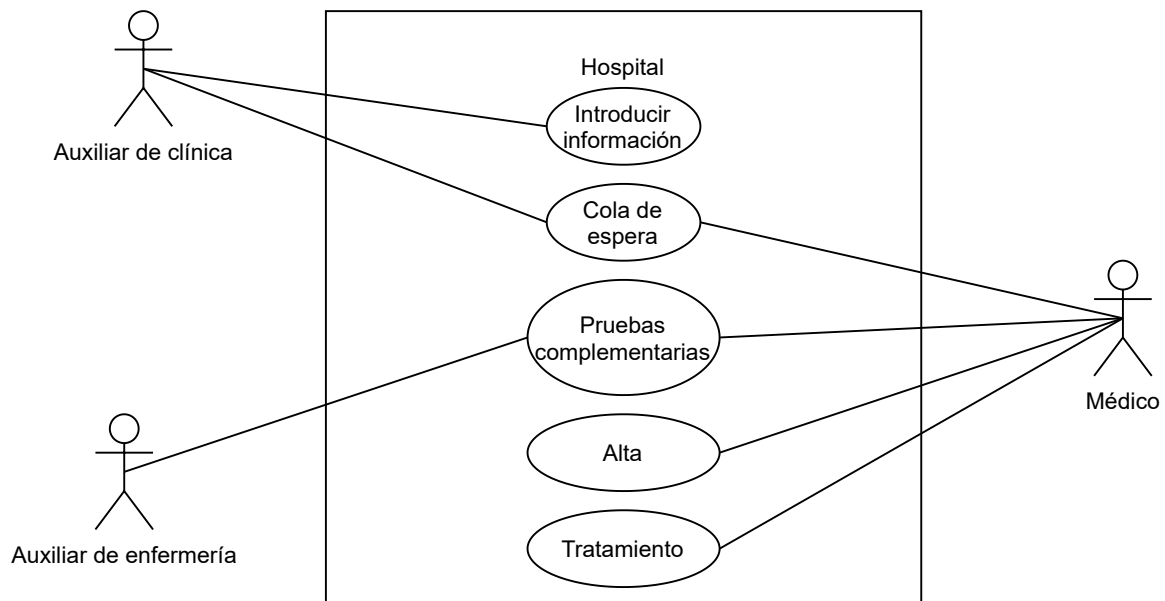 Hospital
Introducir
información
Auxiliar de clínica
Cola de
espera
Pruebas
complementarias
Médico
Alta
Auxiliar de enfermería
Tratamiento